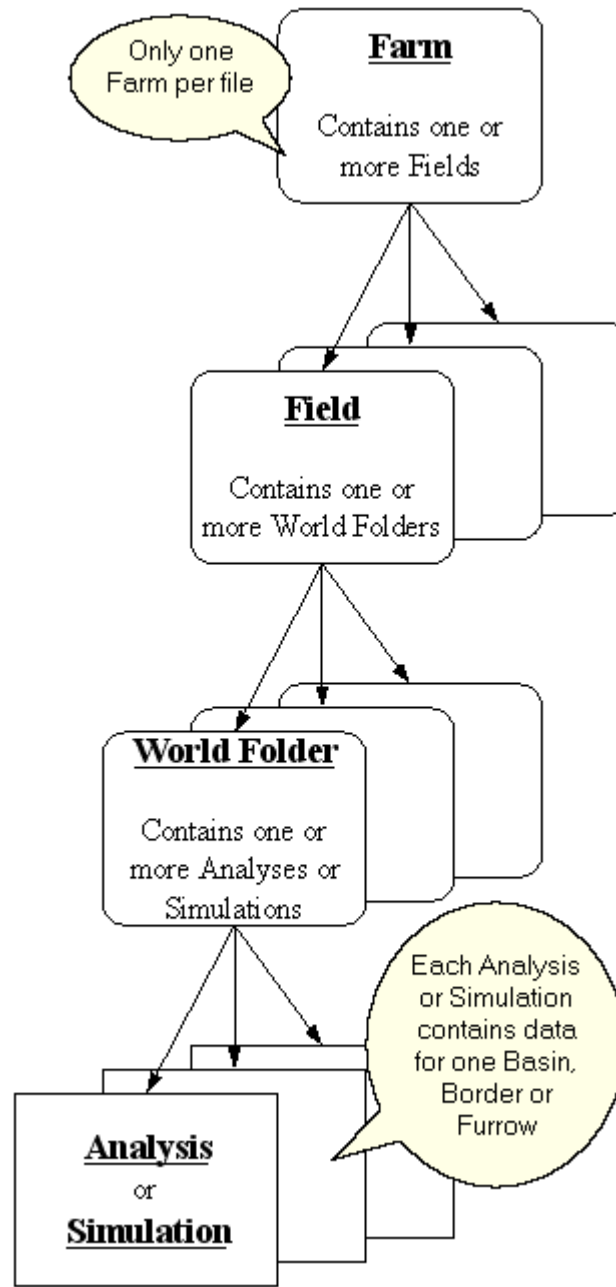 Only one
Farm per file
Farm
Contains one or
more Fields
Field
Contains one or
more World Folders
World Folder
Contains one or
more Analyses or
Simulations
Each Analysis
or Simulation
contains data
for one Basin,
Border or
Furrow
Analysis
or
Simulation